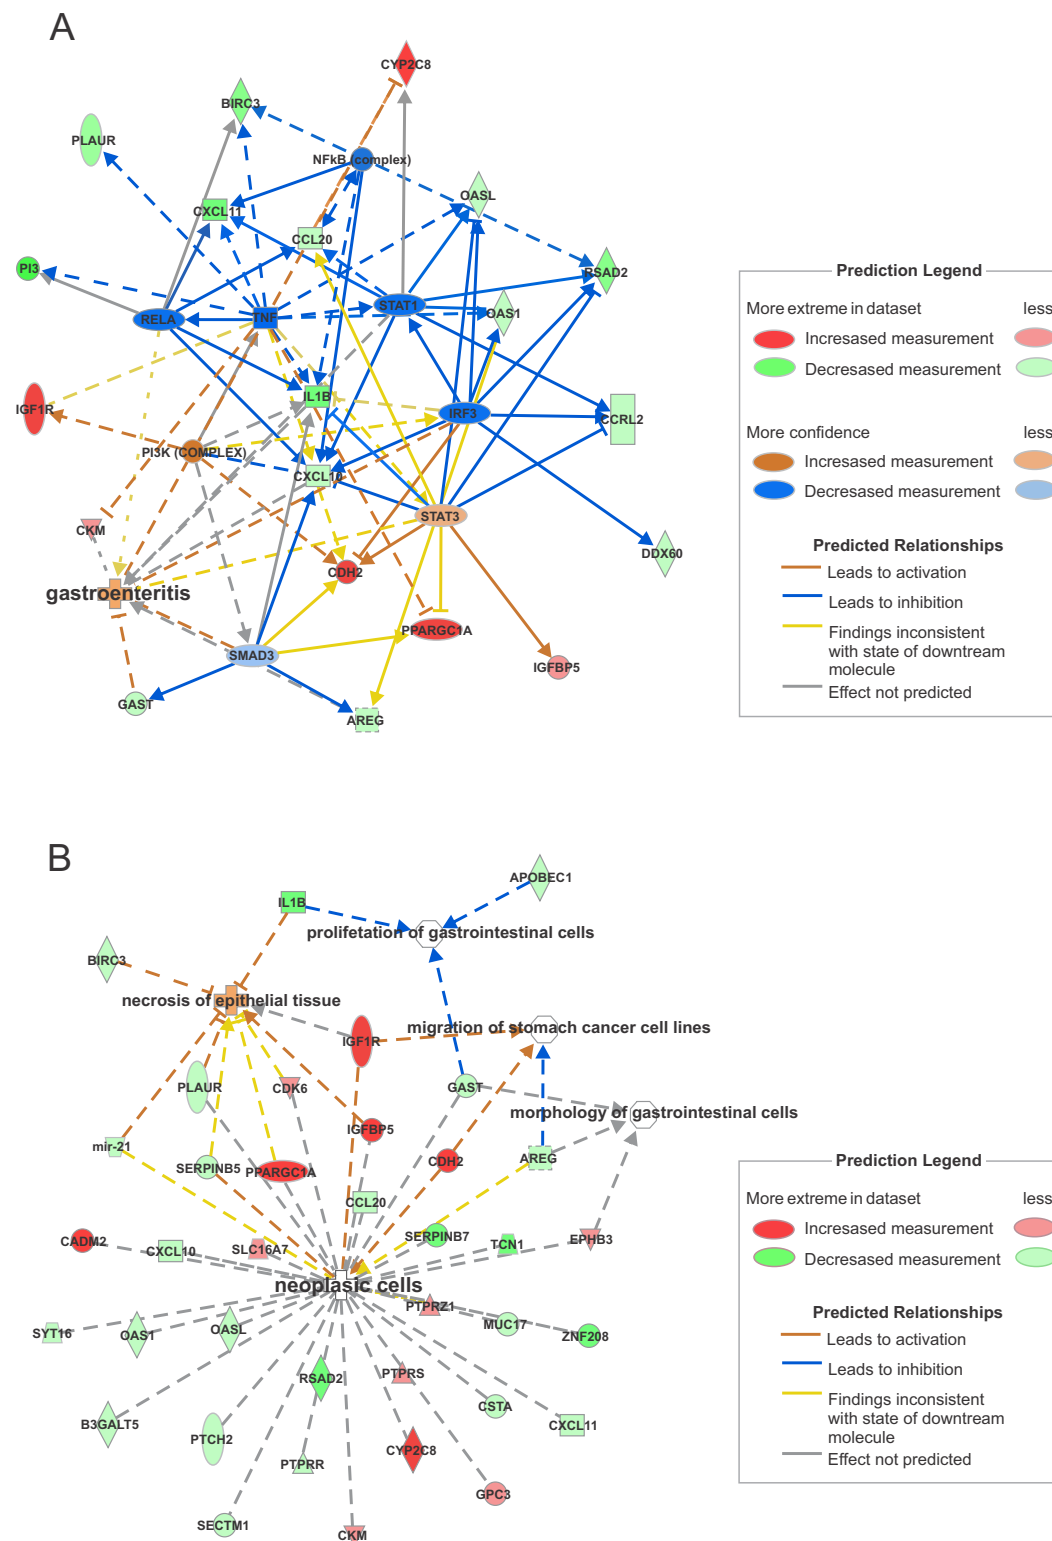 A
CYP2C8
BIRC3
PLAUR
NFkB (complex)
OASL
CXCL11
CCL20
PI3
RSAD2
RELA
TNF
STAT1
OAS1
IL1B
IGF1R
IRF3
CCRL2
PI3K (COMPLEX)
CXCL10
STAT3
CKM
DDX60
CDH2
gastroenteritis
PPARGC1A
SMAD3
IGFBP5
GAST
AREG
Prediction Legend
More extreme in dataset less
Incresased measurement
Decresased measurement
More confidence less
Incresased measurement
Decresased measurement
Predicted Relationships
Leads to activation
Leads to inhibition
Findings inconsistent
with state of downtream
molecule
Effect not predicted
B
APOBEC1
IL1B
prolifetation of gastrointestinal cells
BIRC3
necrosis of epithelial tissue
migration of stomach cancer cell lines
IGF1R
PLAUR
CDK6
GAST
morphology of gastrointestinal cells
IGFBP5
mir-21
SERPINB5
PPARGC1A
CDH2
AREG
CCL20
CADM2
CXCL10
SLC16A7
SERPINB7
TCN1
EPHB3
neoplasic cells
PTPRZ1
SYT16
OAS1
OASL
MUC17
ZNF208
RSAD2
PTPRS
CSTA
B3GALT5
PTCH2
CXCL11
CYP2C8
PTPRR
GPC3
SECTM1
CKM
Prediction Legend
More extreme in dataset less
Incresased measurement
Decresased measurement
Predicted Relationships
Leads to activation
Leads to inhibition
Findings inconsistent
with state of downtream
molecule
Effect not predicted